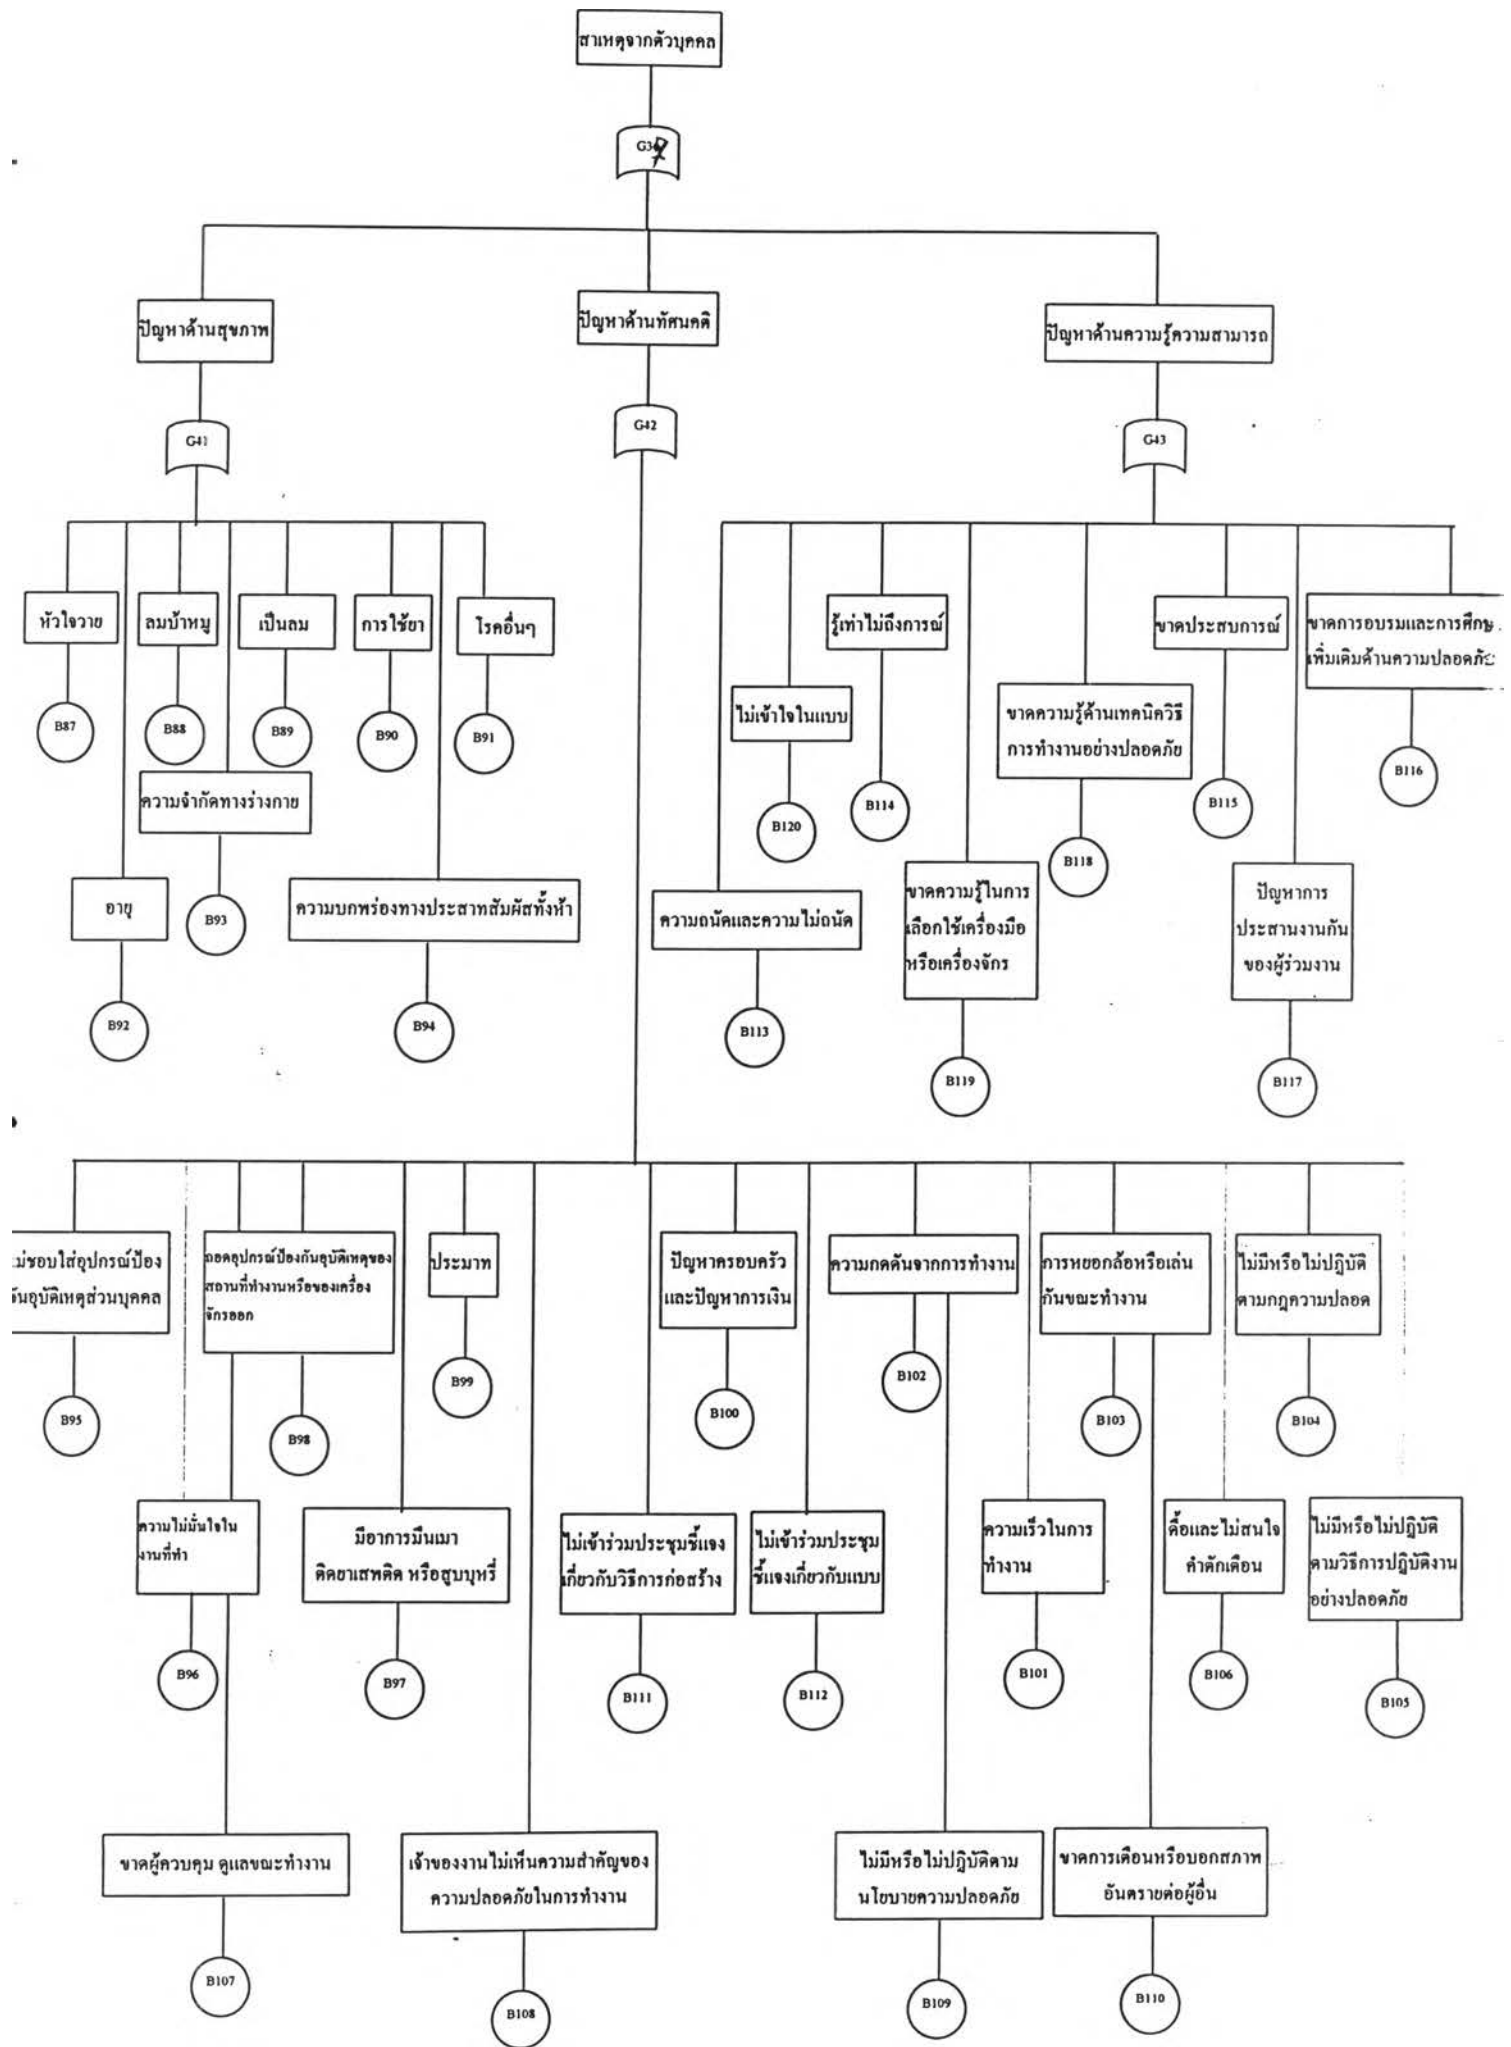 สาเหตุจากตัวบุคคล
ปัญหาด้านสุขภาพ
ปัญหาด้านทัศนคติ
ปัญหาด้านความรู้ความสามารถ
G41
G42
G43
หัวใจวาย
ลมบ้าหมู
เป็นลม
การใช้ยา
โรคอื่นๆ
รู้เท่าไม่ถึงการณ์
ขาดประสบการณ์
ขาดการอบรมและการศึกษ
เพิ่มเติมด้านความปลอดภัย
B87
B88
B89
B90
B91
ไม่เข้าใจในแบบ
ขาดความรู้ด้านเทคนิควิธี
การทำงานอย่างปลอดภัย
B116
ความจำกัดทางร่างกาย
B120
B114
B118
B115
อายุ
B93
ความบกพร่องทางประสาทสัมผัสทั้งห้า
ความถนัดและความไม่ถนัด
ขาดความรู้ในการ
เลือกใช้เครื่องมือ
หรือเครื่องจักร
ปัญหาการ
ประสานงานกัน
ของผู้ร่วมงาน
B92
B94
B113
B119
B117
ม่ชอบใส่อุปกรณ์ป้อง
กันอุบัติเหตุส่วนบุคคล
ถอดอุปกรณ์ป้องกันอุบัติเหตุของ
สถานที่ทำงานหรือของเครื่อง
จักรออก
ประมาท
ปัญหาครอบครัว
และปัญหาการเงิน
ความกดดันจากการทำงาน
การหยอกล้อหรือเล่น
กันขณะทำงาน
ไม่มีหรือไม่ปฏิบัติ
ตามกฎความปลอด
B95
B98
B99
B100
B102
B103
B104
ความไม่มั่นใจใน
งานที่ทำ
มีอาการมึนเมา
ติดยาเสพติด หรือสูบบุหรี่
ไม่เข้าร่วมประชุมชี้แจง
เกี่ยวกับวิธีการก่อสร้าง
ไม่เข้าร่วมประชุม
ชี้แจงเกี่ยวกับแบบ
ความเร็วในการ
ทำงาน
ดื้อและไม่สนใจ
คำตักเตือน
ไม่มีหรือไม่ปฏิบัติ
ตามวิธีการปฏิบัติงาน
อย่างปลอดภัย
B96
B97
B111
B112
B101
B106
B105
ขาดผู้ควบคุม ดูแลขณะทำงาน
เจ้าของงานไม่เห็นความสำคัญของ
ความปลอดภัยในการทำงาน
ไม่มีหรือไม่ปฏิบัติตาม
นโยบายความปลอดภัย
ขาดการเตือนหรือบอกสภาพ
อันตรายต่อผู้อื่น
B107
B108
B109
B110